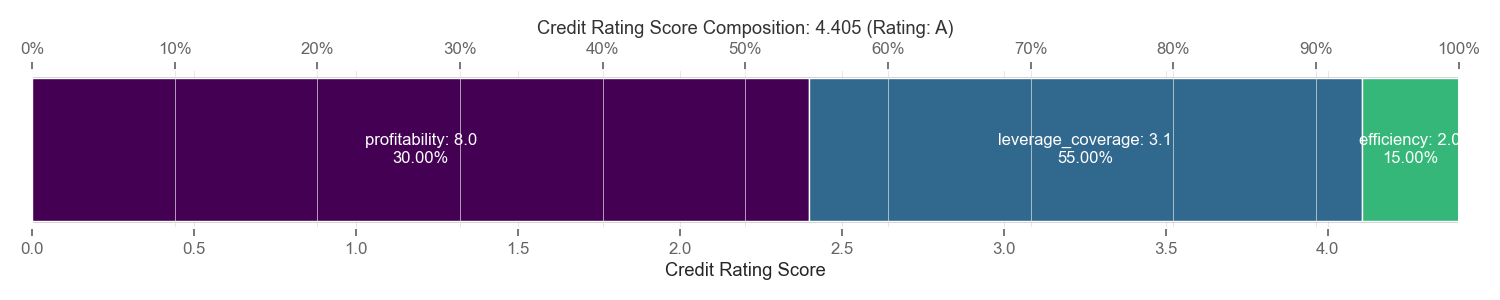 Credit Rating Score Composition: 4.405 (Rating: A)
0% 10% 20% 30% 40% 50% 60% 70% 80% 90% 100%
profitability: 8.0
30.00%
leverage_coverage: 3.1
55.00%
efficiency: 2.0
15.00%
0.0 0.5 1.0 1.5 2.0 2.5 3.0 3.5 4.0
Credit Rating Score